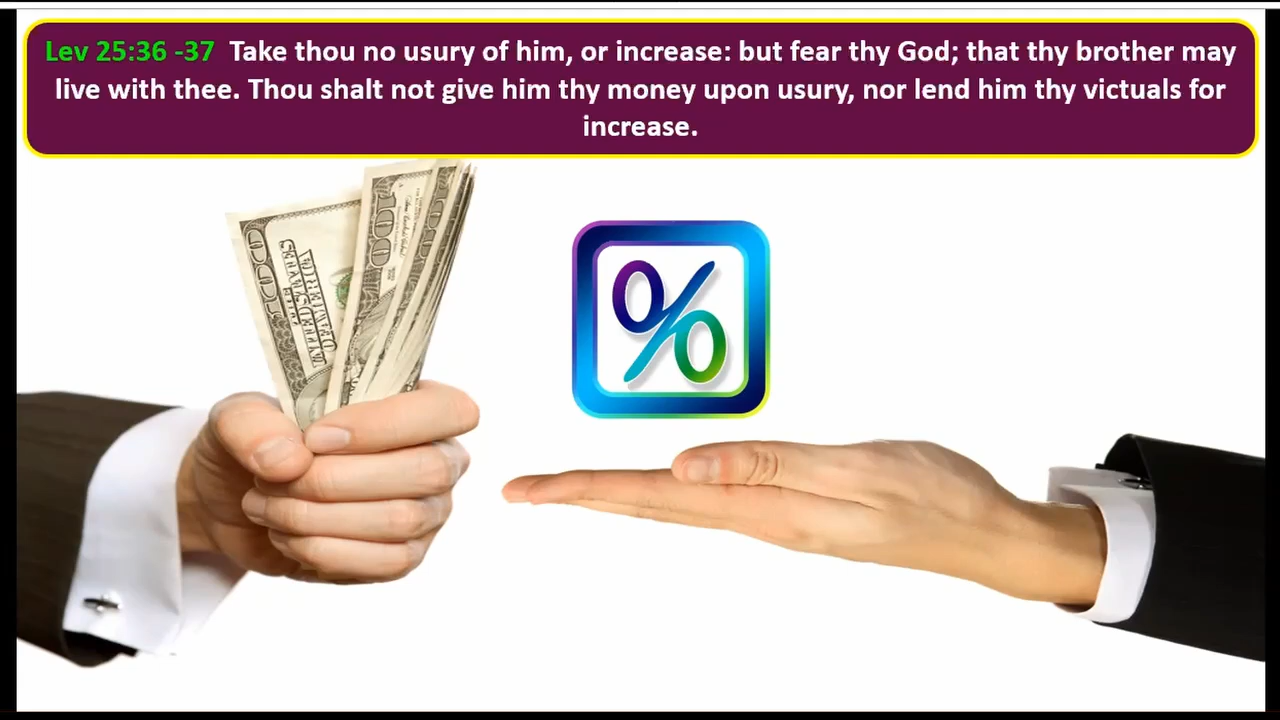 Lev 25:36 -37 Take thou no usury of him, or increase: but fear thy God; that thy brother may
live with thee. Thou shalt not give him thy money upon usury, nor lend him thy victuals for
increase.
100
100
%